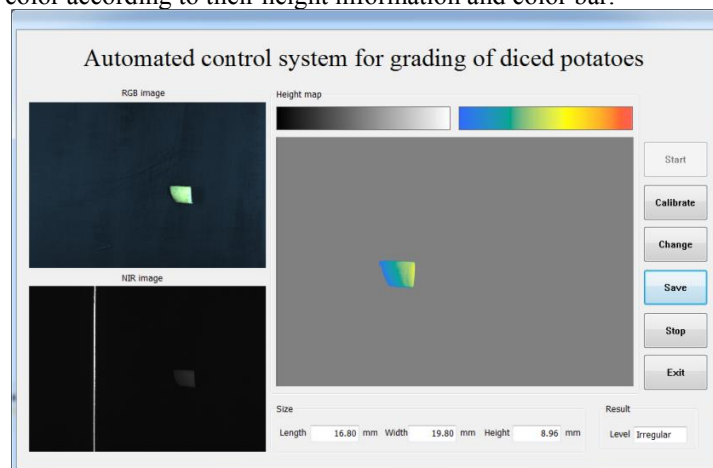 color according to their height information and color bar.
Automated control system for grading of diced potatoes
RGB image
Height map
NIR image
Start
Calibrate
Change
Save
Stop
Exit
Size
Length 16.80 mm Width 19.80 mm Height 8.96 mm
Result
Level Irregular